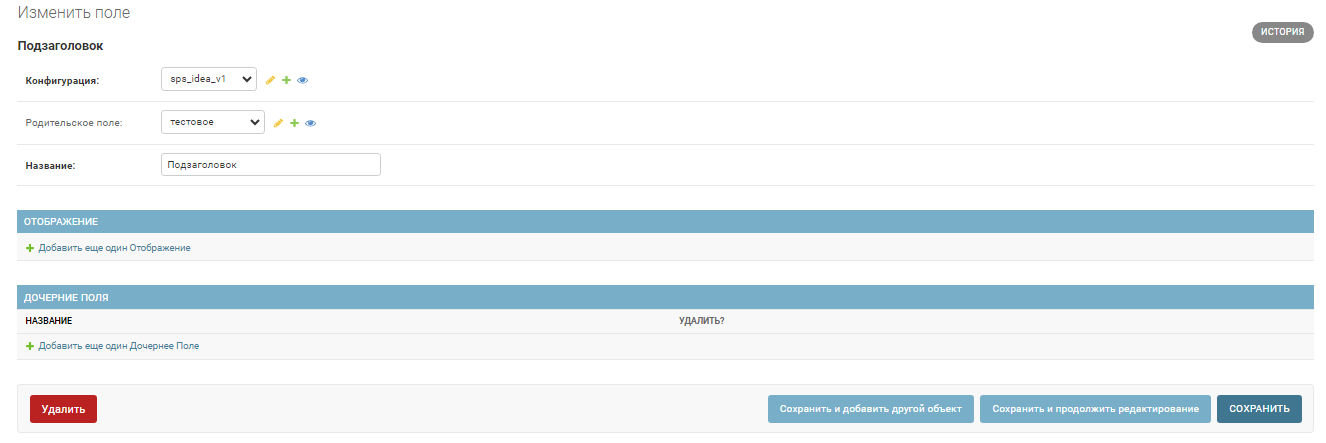 Изменить поле
ИСТОРИЯ
Подзаголовок
Конфигурация: sps_idea_v1
Родительское поле: тестовое
Название: Подзаголовок
ОТОБРАЖЕНИЕ
Добавить еще один Отображение
ДОЧЕРНИЕ ПОЛЯ
НАЗВАНИЕ УДАЛИТЬ?
Добавить еще один Дочернее Поле
Удалить Сохранить и добавить другой объект Сохранить и продолжить редактирование СОХРАНИТЬ